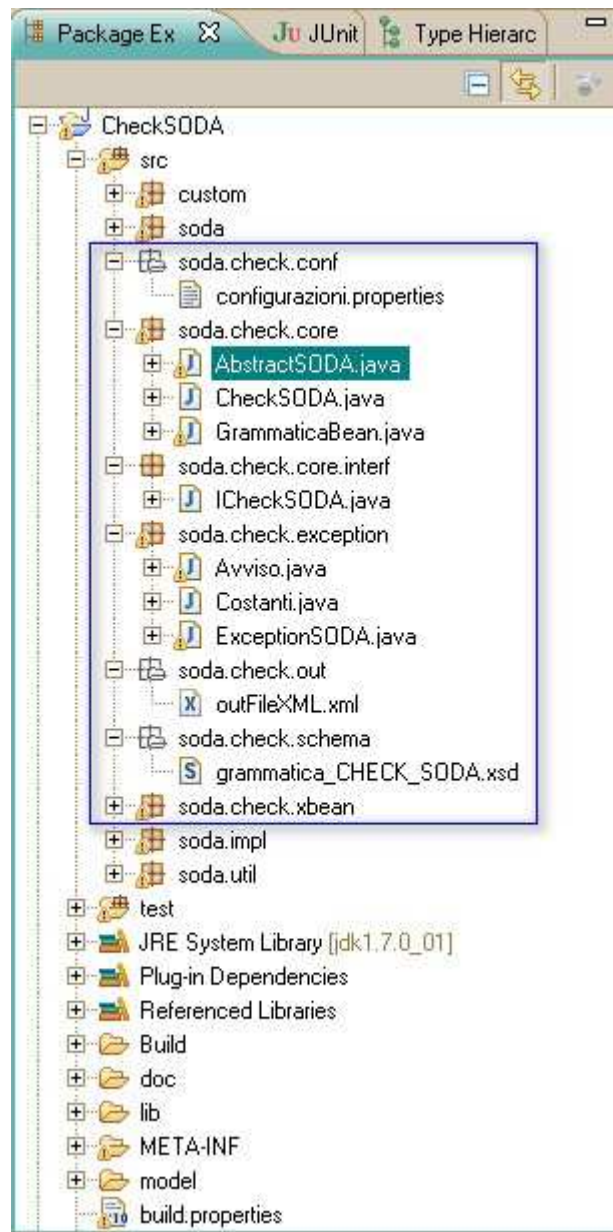 Package Ex JUnit Type Hierarc
CheckSODA
src
custom
soda
soda.check.conf
configurazioni.properties
soda.check.core
AbstractSODA.java
CheckSODA.java
GrammaticaBean.java
soda.check.core.interf
ICheckSODA.java
soda.check.exception
Avviso.java
Costanti.java
ExceptionSODA.java
soda.check.out
outFileXML.xml
soda.check.schema
grammatica_CHECK_SODA.xsd
soda.check.xbean
soda.impl
soda.util
test
JRE System Library [jdk1.7.0_01]
Plug-in Dependencies
Referenced Libraries
Build
doc
lib
META-INF
model
build.properties